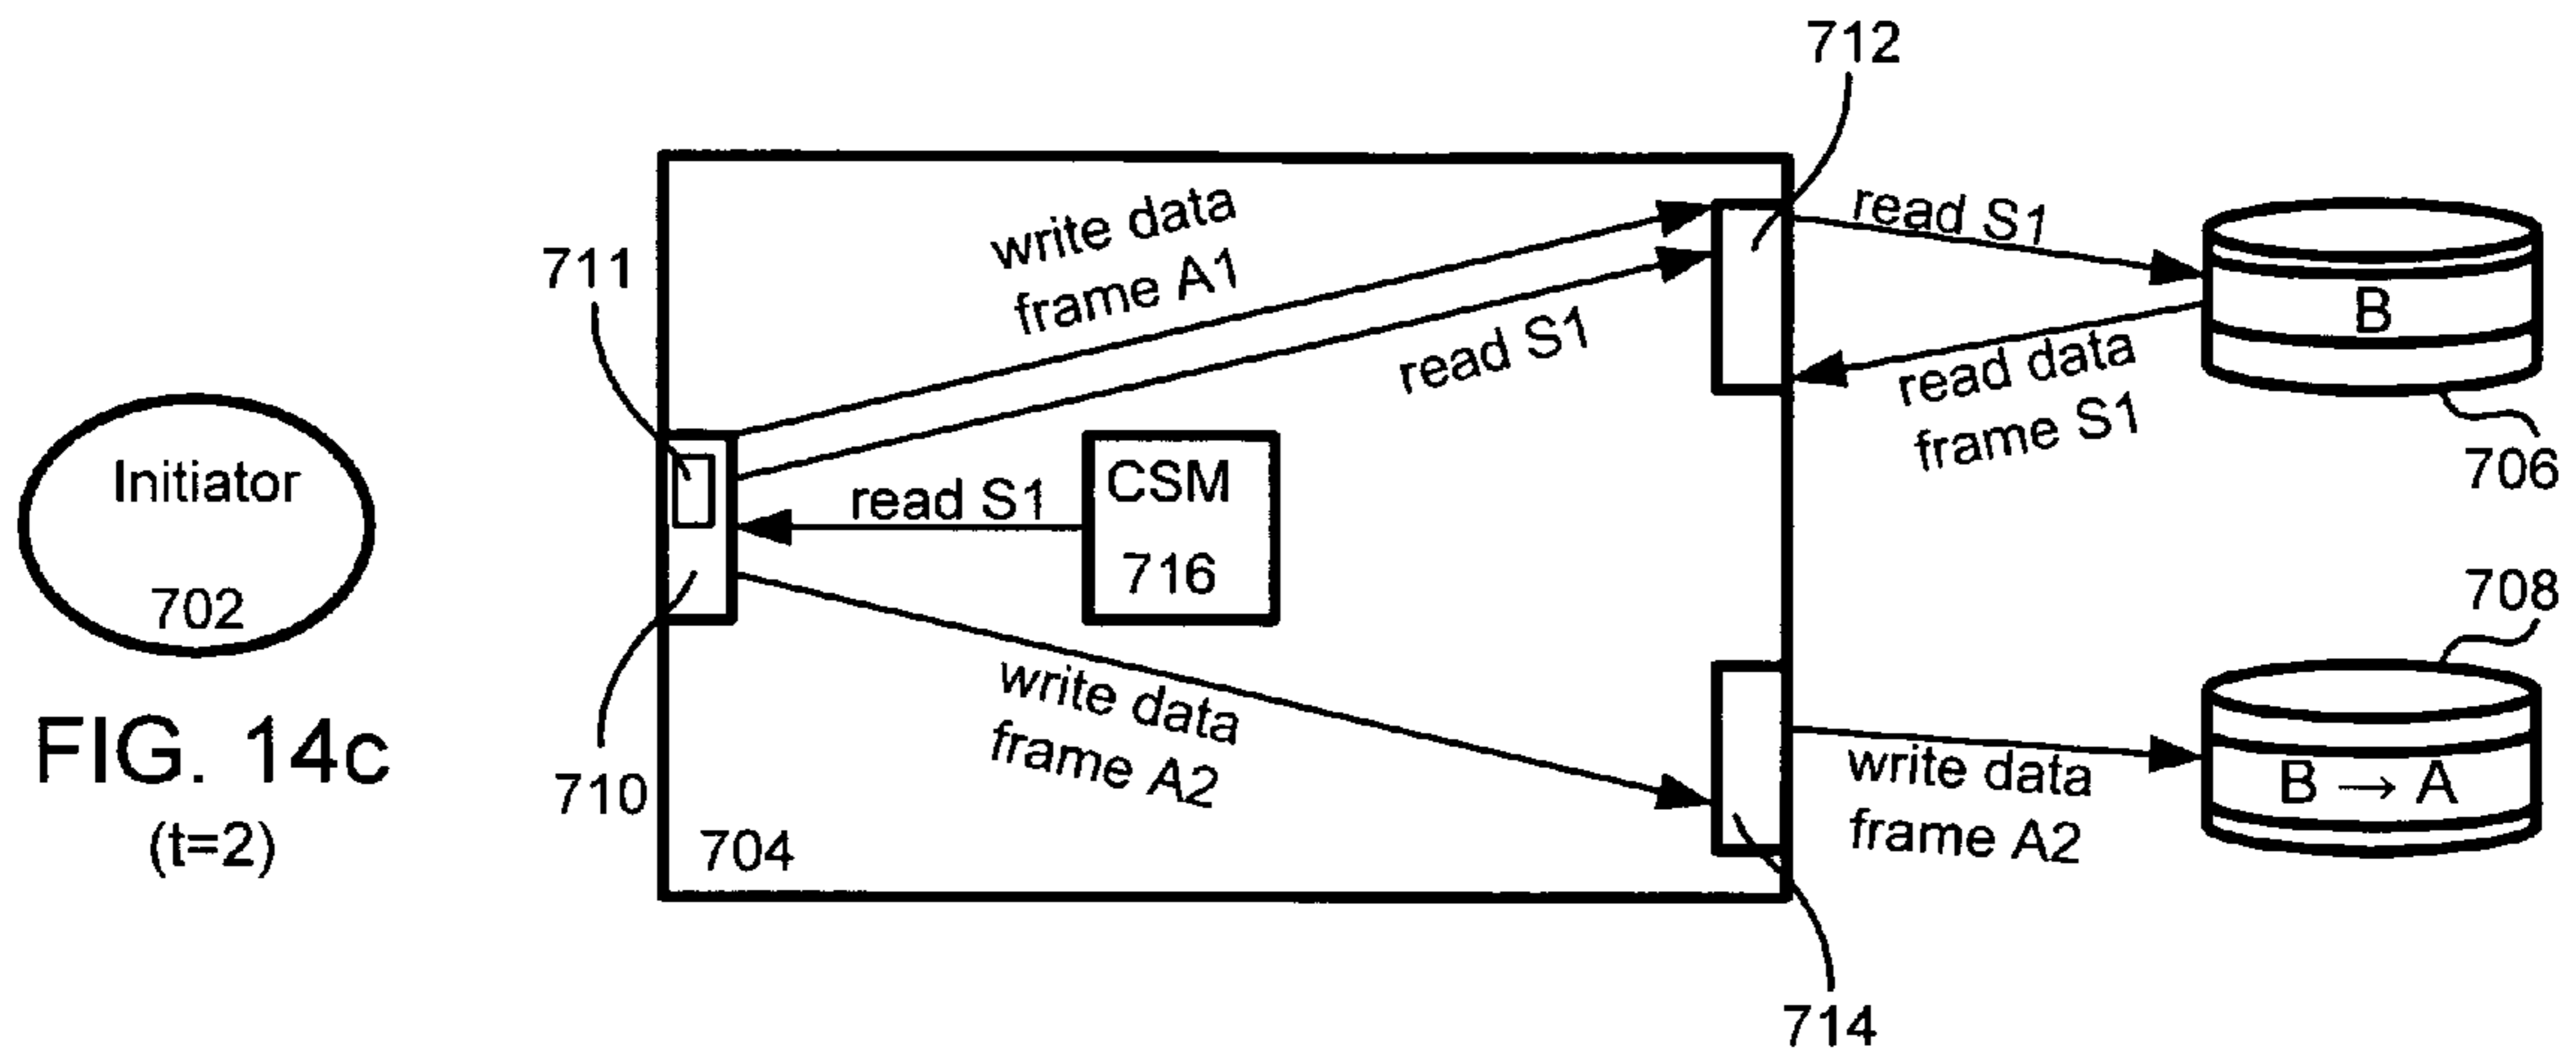 712
write data
frame A1
read S1
711
B
read S1
read data
frame S1
706
Initiator
702
read S1
CSM
716
708
write data
frame A2
write data
frame A2
B → A
710
704
714
FIG. 14c
(t=2)